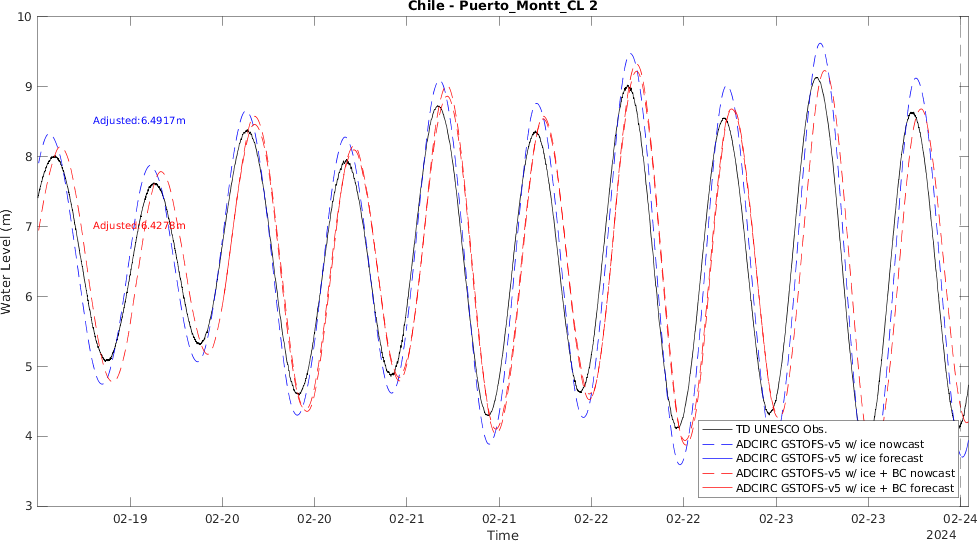 Chile - Puerto_Montt_CL 2
10
9
8
7
6
5
4
3
Water Level (m)
Adjusted:6.4917m
Adjusted:6.4278m
TD UNESCO Obs.
ADCIRC GSTOFS-v5 w/ ice nowcast
ADCIRC GSTOFS-v5 w/ ice forecast
ADCIRC GSTOFS-v5 w/ ice + BC nowcast
ADCIRC GSTOFS-v5 w/ ice + BC forecast
02-19 02-20 02-20 02-21 02-21 02-22 02-22 02-23 02-23 02-24
Time
2024